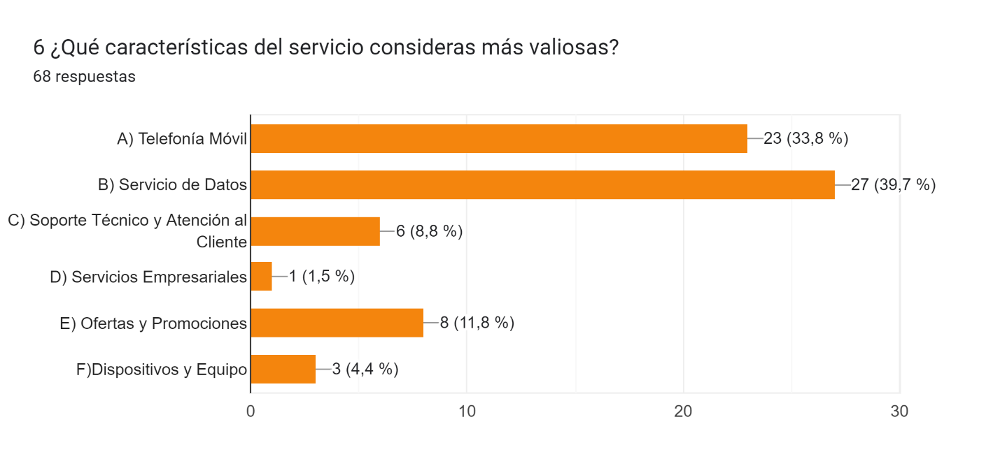 6 ¿Qué características del servicio consideras más valiosas?
68 respuestas
A) Telefonía Móvil
23 (33,8 %)
B) Servicio de Datos
27 (39,7 %)
C) Soporte Técnico y Atención al
Cliente
6 (8,8 %)
D) Servicios Empresariales
1 (1,5 %)
E) Ofertas y Promociones
8 (11,8 %)
F)Dispositivos y Equipo
3 (4,4 %)
0
10
20
30